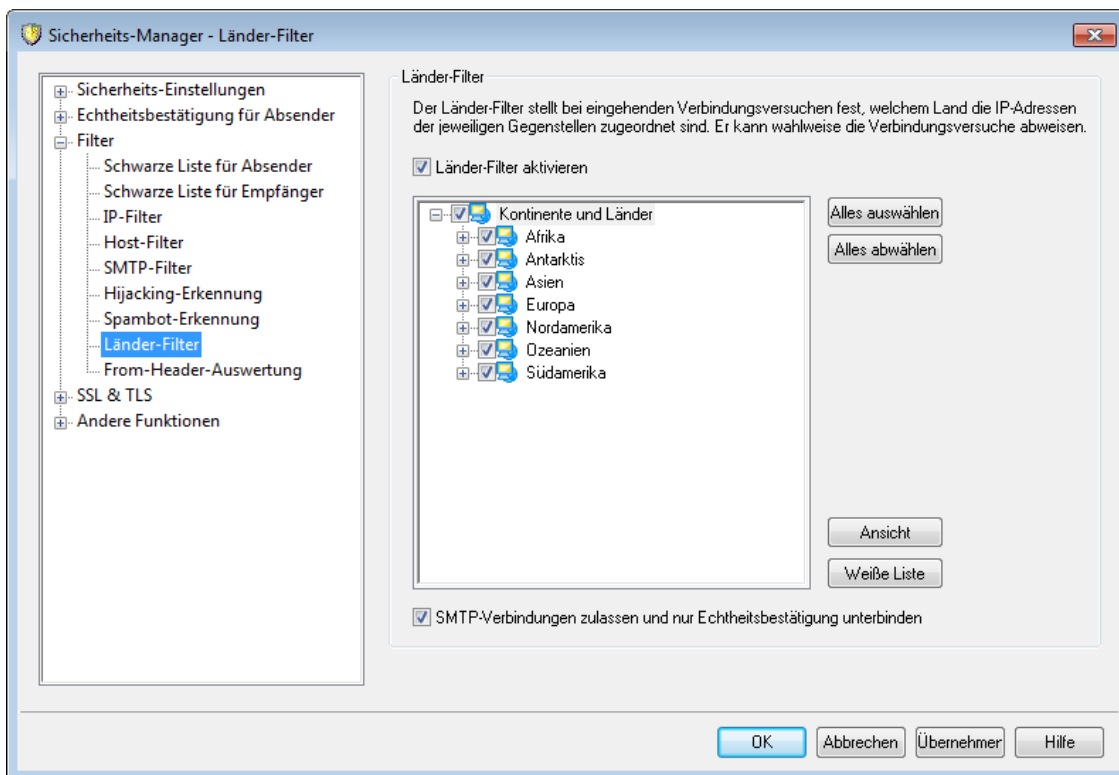 Sicherheits-Manager - Länder-Filter
Sicherheits-Einstellungen
Echtheitsbestätigung für Absender
Filter
Schwarze Liste für Absender
Schwarze Liste für Empfänger
IP-Filter
Host-Filter
SMTP-Filter
Hijacking-Erkennung
Spambot-Erkennung
Länder-Filter
From-Header-Auswertung
SSL & TLS
Andere Funktionen
Länder-Filter
Der Länder-Filter stellt bei eingehenden Verbindungsversuchen fest, welchem Land die IP-Adressen
der jeweiligen Gegenstellen zugeordnet sind. Er kann wahlweise die Verbindungsversuche abweisen.
Länder-Filter aktivieren
Kontinente und Länder
Afrika
Antarktis
Asien
Europa
Nordamerika
Ozeanien
Südamerika
Alles auswählen
Alles abwählen
Ansicht
Weiße Liste
SMTP-Verbindungen zulassen und nur Echtheitsbestätigung unterbinden
OK
Abbrechen
Übernehmer
Hilfe